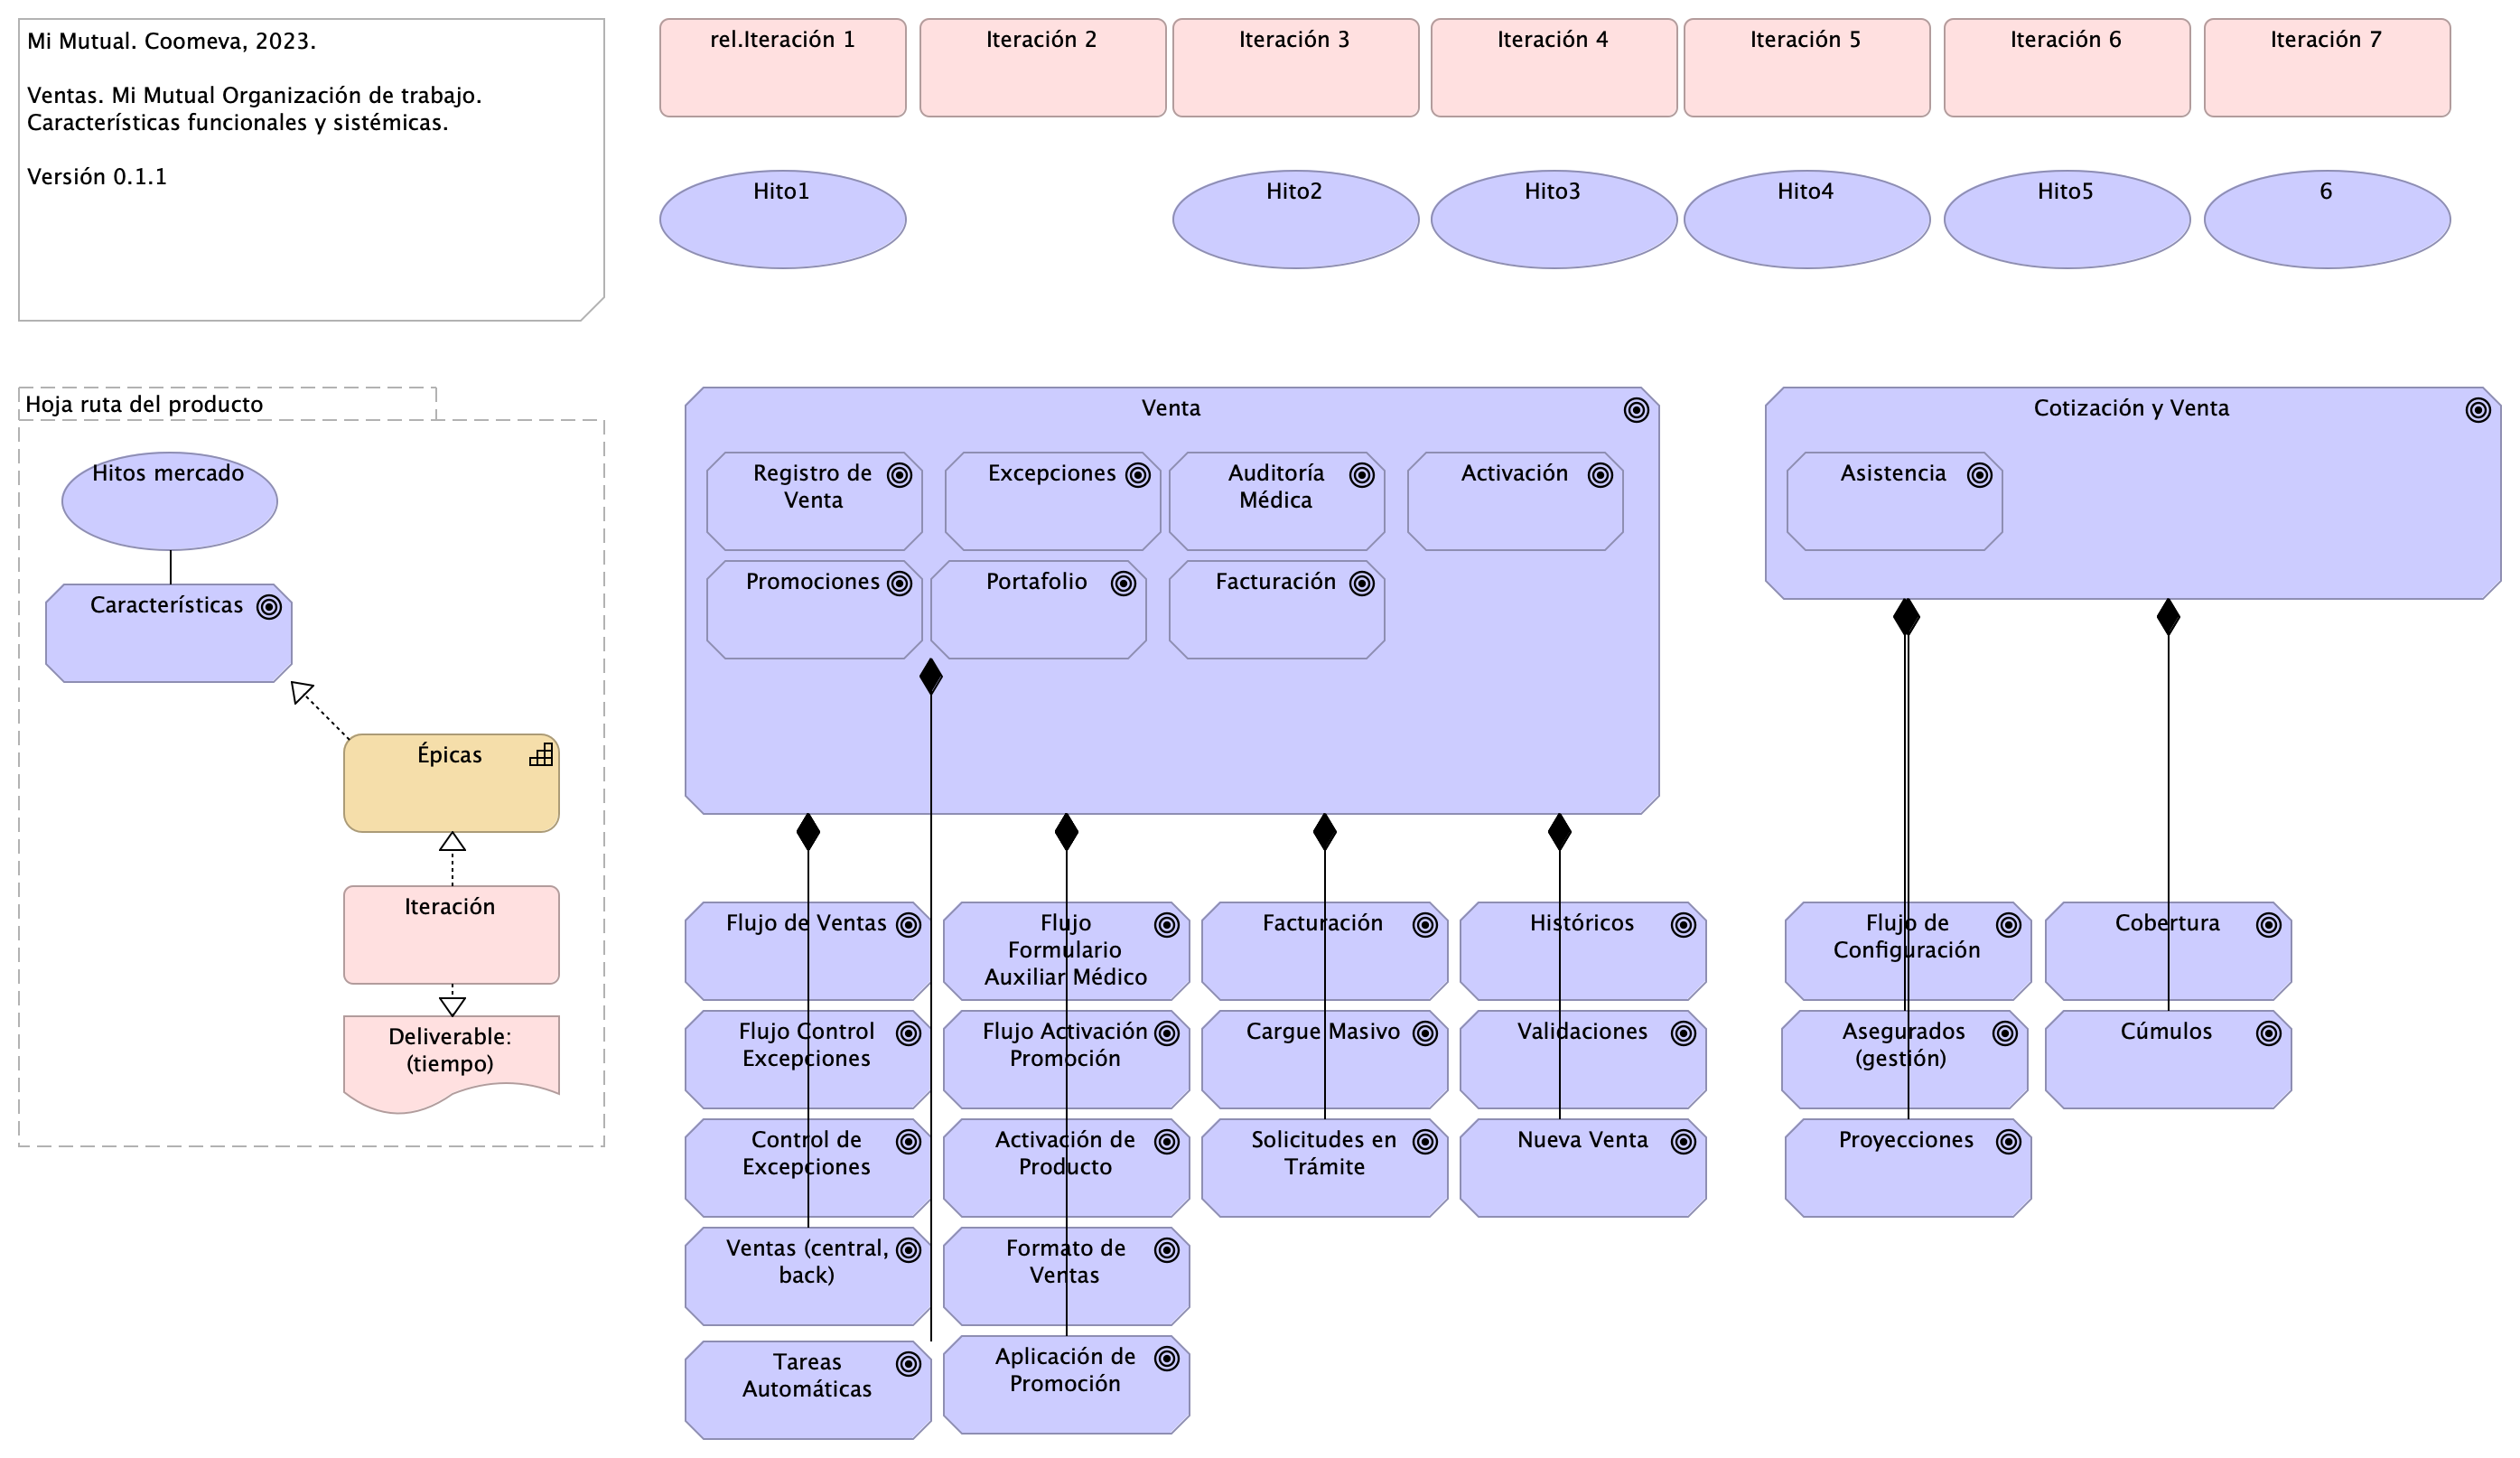 Mi Mutual. Coomeva, 2023.
Ventas. Mi Mutual Organización de trabajo.
Características funcionales y sistémicas.
Versión 0.1.1
rel.Iteración 1
Iteración 2
Iteración 3
Iteración 4
Iteración 5
Iteración 6
Iteración 7
Hito1
Hito2
Hito3
Hito4
Hito5
6
Hoja ruta del producto
Hitos mercado
Características
Épicas
Iteración
Deliverable:
(tiempo)
Venta
Registro de
Venta
Excepciones
Auditoría
Médica
Activación
Promociones
Portafolio
Facturación
Cotización y Venta
Asistencia
Flujo de Ventas
Flujo
Formulario
Auxiliar Médico
Facturación
Históricos
Flujo de
Configuración
Cobertura
Flujo Control
Excepciones
Flujo Activación
Promoción
Cargue Masivo
Validaciones
Asegurados
(gestión)
Cúmulos
Control de
Excepciones
Activación de
Producto
Solicitudes en
Trámite
Nueva Venta
Proyecciones
Ventas (central,
back)
Formato de
Ventas
Tareas
Automáticas
Aplicación de
Promoción